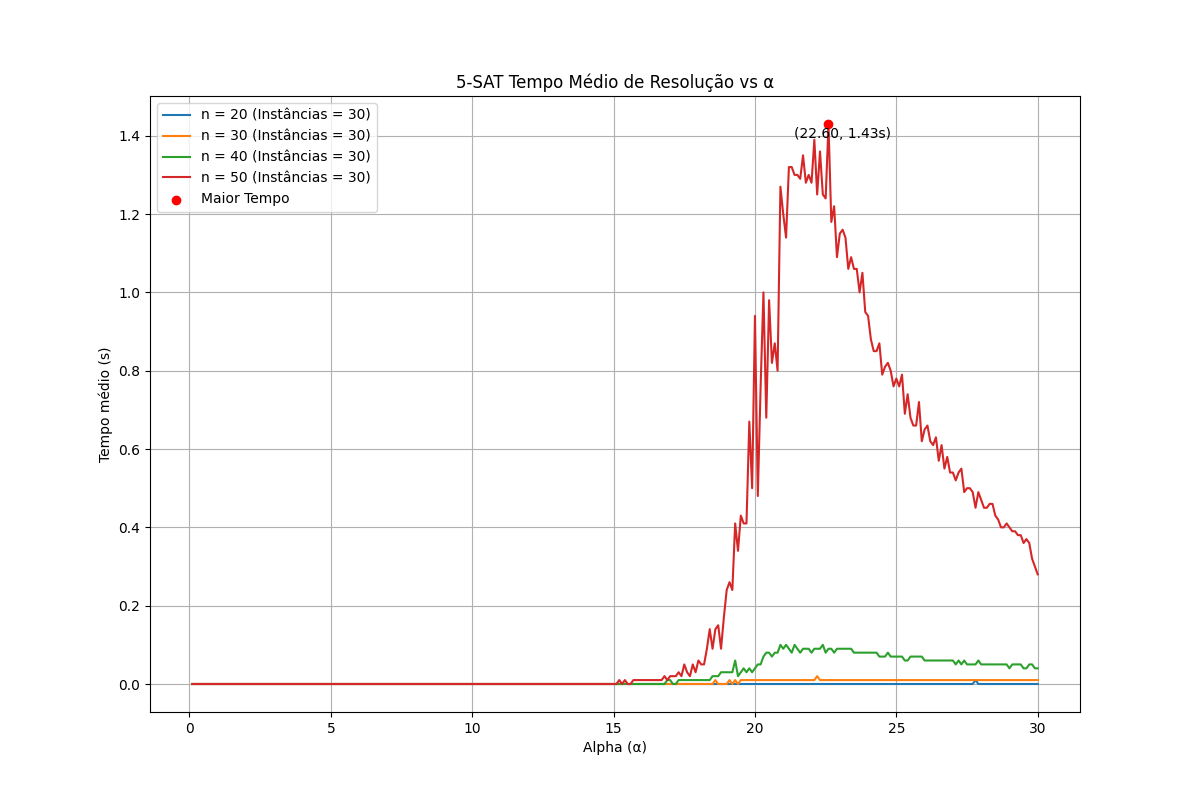 5-SAT Tempo Médio de Resolução vs α
n = 20 (Instâncias = 30)
n = 30 (Instâncias = 30)
n = 40 (Instâncias = 30)
n = 50 (Instâncias = 30)
Maior Tempo
(22.60, 1.43s)
Tempo médio (s)
1.4
1.2
1.0
0.8
0.6
0.4
0.2
0.0
0 5 10 15 20 25 30
Alpha (α)